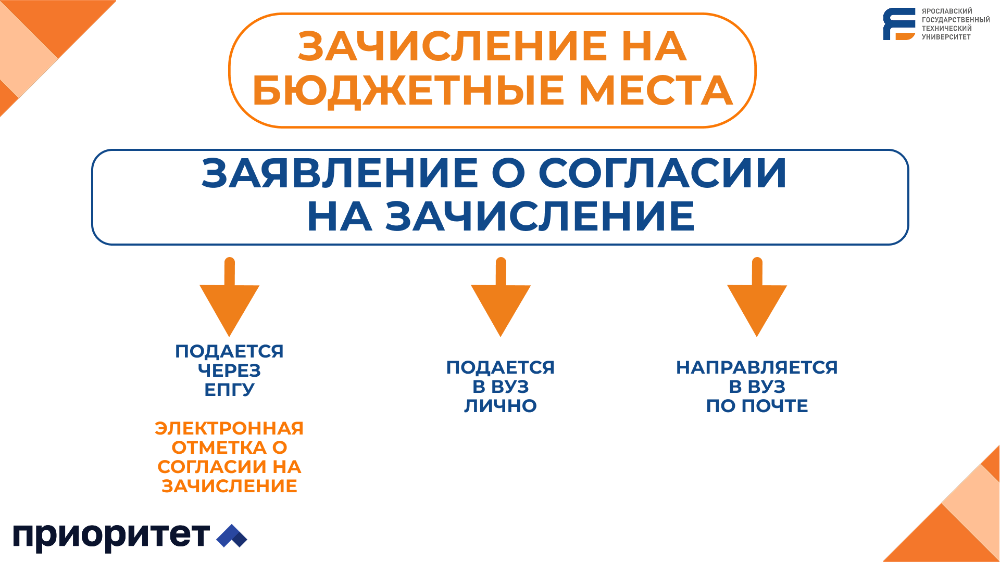 ЯРОСЛАВСКИЙ
ГОСУДАРСТВЕННЫЙ
ТЕХНИЧЕСКИЙ
УНИВЕРСИТЕТ
ЗАЧИСЛЕНИЕ НА
БЮДЖЕТНЫЕ МЕСТА
ЗАЯВЛЕНИЕ О СОГЛАСИИ
НА ЗАЧИСЛЕНИЕ
ПОДАЕТСЯ
ЧЕРЕЗ
ЕПГУ
ЭЛЕКТРОННАЯ
ОТМЕТКА О
СОГЛАСИИ НА
ЗАЧИСЛЕНИЕ
ПОДАЕТСЯ
В ВУЗ
ЛИЧНО
НАПРАВЛЯЕТСЯ
В ВУЗ
ПО ПОЧТЕ
приоритет